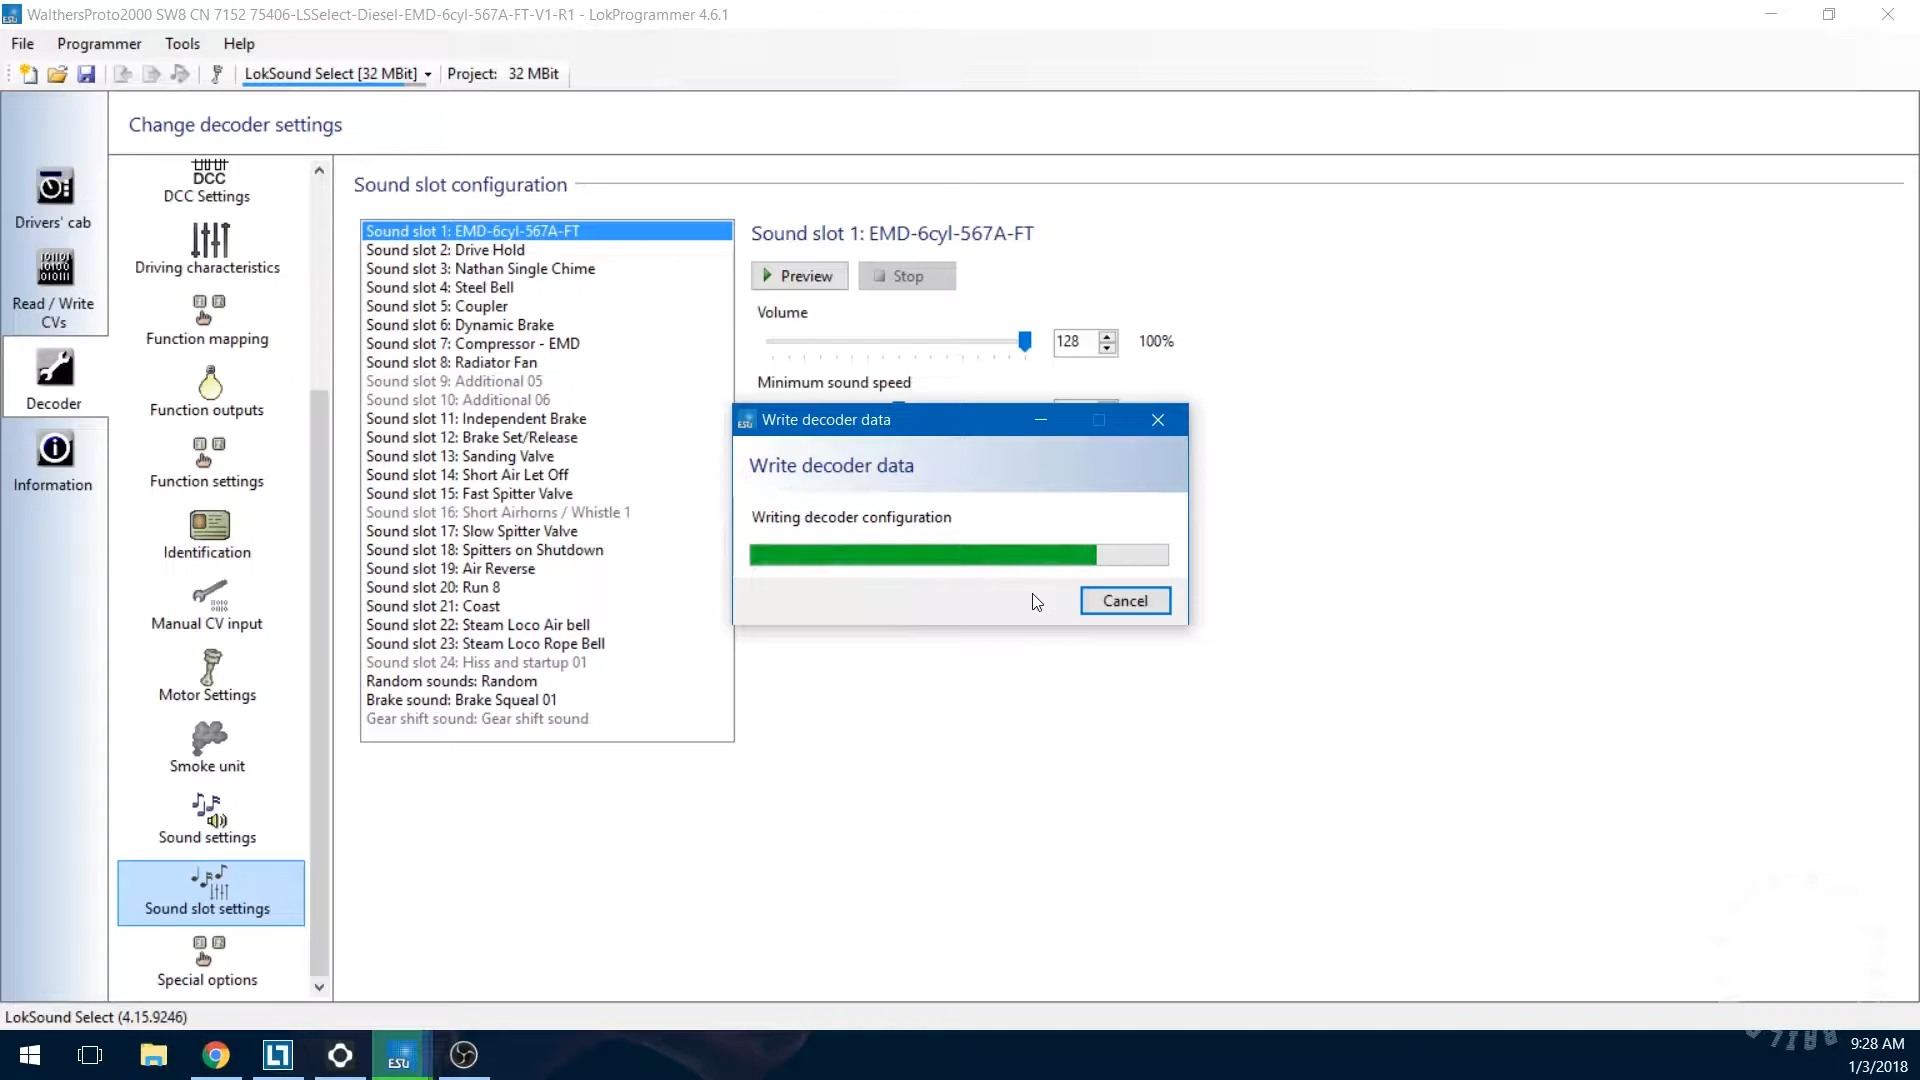 WalthersProto2000 SW8 CN 7152 75406-LSSelect-Diesel-EMD-6cyl-567A-FT-V1-R1 - LokProgrammer 4.6.1
File Programmer Tools Help
LokSound Select [32 MBit] Project: 32 MBit
Change decoder settings
Drivers' cab
Read / Write
CVs
Decoder
Information
DCC
DCC Settings
Driving characteristics
Function mapping
Function outputs
Function settings
Identification
Manual CV input
Motor Settings
Smoke unit
Sound settings
Sound slot settings
Special options
Sound slot configuration
Sound slot 1: EMD-6cyl-567A-FT
Sound slot 2: Drive Hold
Sound slot 3: Nathan Single Chime
Sound slot 4: Steel Bell
Sound slot 5: Coupler
Sound slot 6: Dynamic Brake
Sound slot 7: Compressor - EMD
Sound slot 8: Radiator Fan
Sound slot 9: Additional 05
Sound slot 10: Additional 06
Sound slot 11: Independent Brake
Sound slot 12: Brake Set/Release
Sound slot 13: Sanding Valve
Sound slot 14: Short Air Let Off
Sound slot 15: Fast Spitter Valve
Sound slot 16: Short Airhorns / Whistle 1
Sound slot 17: Slow Spitter Valve
Sound slot 18: Spitters on Shutdown
Sound slot 19: Air Reverse
Sound slot 20: Run 8
Sound slot 21: Coast
Sound slot 22: Steam Loco Air bell
Sound slot 23: Steam Loco Rope Bell
Sound slot 24: Hiss and startup 01
Random sounds: Random
Brake sound: Brake Squeal 01
Gear shift sound: Gear shift sound
Sound slot 1: EMD-6cyl-567A-FT
Preview Stop
Volume
128 100%
Minimum sound speed
Write decoder data
Write decoder data
Writing decoder configuration
Cancel
LokSound Select (4.15.9246)
ESU
9:28 AM
1/3/2018